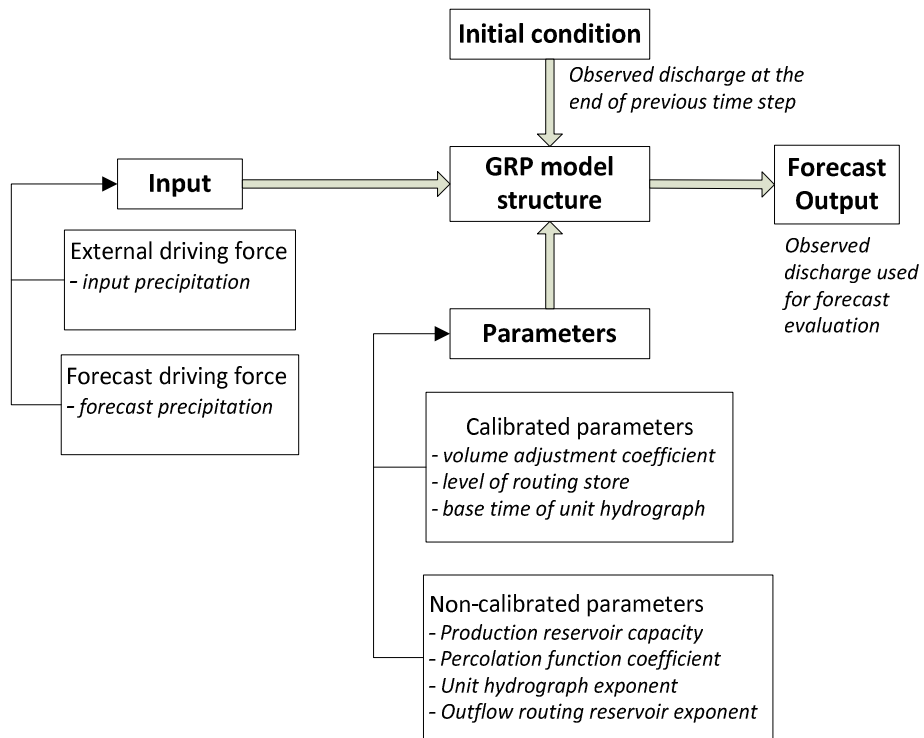 Initial condition
Observed discharge at the
end of previous time step
Input
GRP model
structure
Forecast
Output
External driving force
- input precipitation
Observed
discharge used
for forecast
evaluation
Parameters
Forecast driving force
- forecast precipitation
Calibrated parameters
- volume adjustment coefficient
- level of routing store
- base time of unit hydrograph
Non-calibrated parameters
- Production reservoir capacity
- Percolation function coefficient
- Unit hydrograph exponent
- Outflow routing reservoir exponent